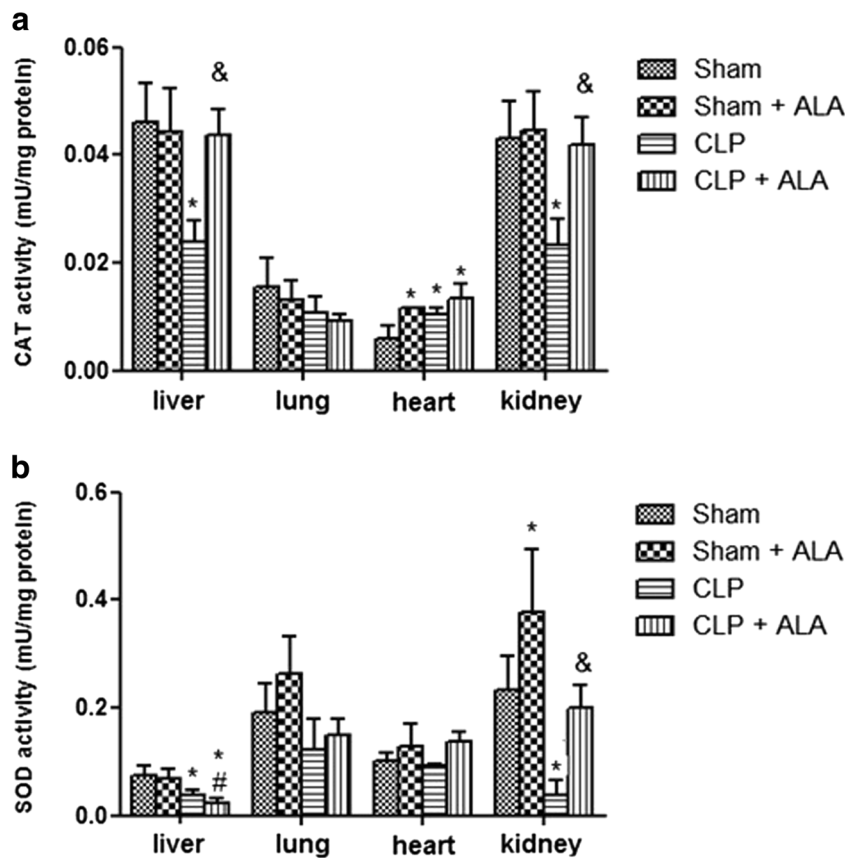 a
CAT activity (mU/mg protein)
0.06
0.04
0.02
0.00
&
*
*
*
*
&
*
liver lung heart kidney
Sham
Sham + ALA
CLP
CLP + ALA
b
SOD activity (mU/mg protein)
0.6
0.4
0.2
0.0
*
*
#
*
*
&
liver lung heart kidney
Sham
Sham + ALA
CLP
CLP + ALA